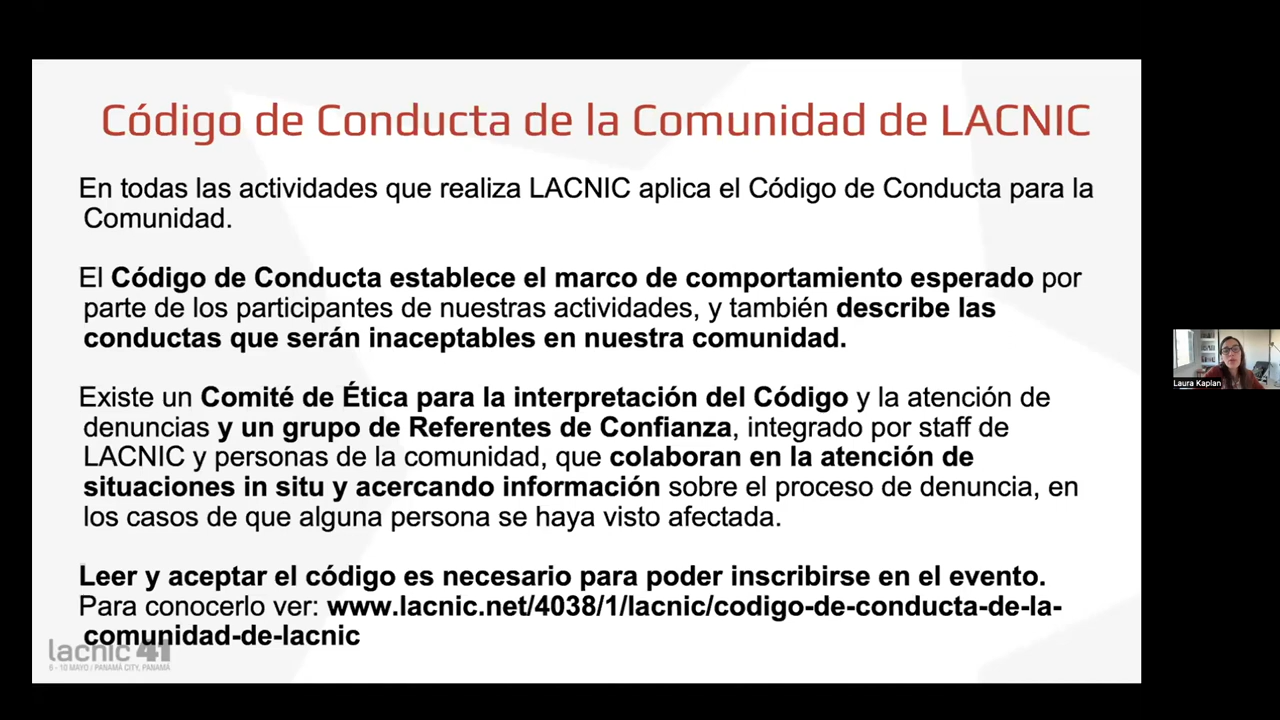 Código de Conducta de la Comunidad de LACNIC
En todas las actividades que realiza LACNIC aplica el Código de Conducta para la
Comunidad.
El Código de Conducta establece el marco de comportamiento esperado por
parte de los participantes de nuestras actividades, y también describe las
conductas que serán inaceptables en nuestra comunidad.
Existe un Comité de Ética para la interpretación del Código y la atención de
denuncias y un grupo de Referentes de Confianza, integrado por staff de
LACNIC y personas de la comunidad, que colaboran en la atención de
situaciones in situ y acercando información sobre el proceso de denuncia, en
los casos de que alguna persona se haya visto afectada.
Leer y aceptar el código es necesario para poder inscribirse en el evento.
Para conocerlo ver: www.lacnic.net/4038/1/lacnic/codigo-de-conducta-de-la-
comunidad-de-lacnic
lacnic 41
6 - 10 MAYO / PANAMÁ CITY, PANAMÁ
Laura Kaplan